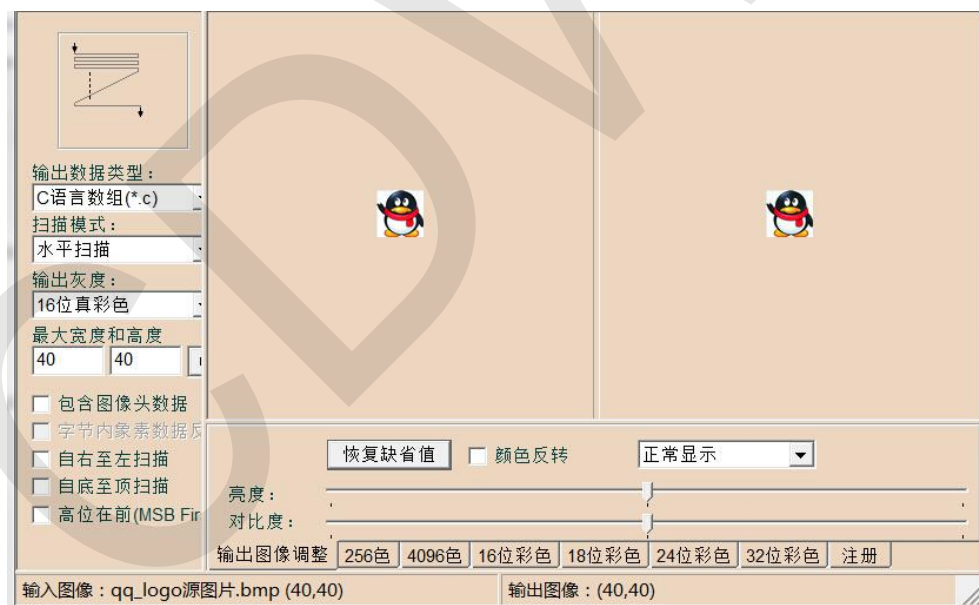 输出数据类型：
C语言数组(*.c)
扫描模式：
水平扫描
输出灰度：
16位真彩色
最大宽度和高度
40 40
包含图像头数据
字节内象素数据反
自右至左扫描
自底至顶扫描
高位在前(MSB Fir
恢复缺省值 颜色反转 正常显示
亮度：
对比度：
输出图像调整 256色 4096色 16位彩色 18位彩色 24位彩色 32位彩色 注册
输入图像：qq_logo源图片.bmp (40,40) 输出图像：(40,40)